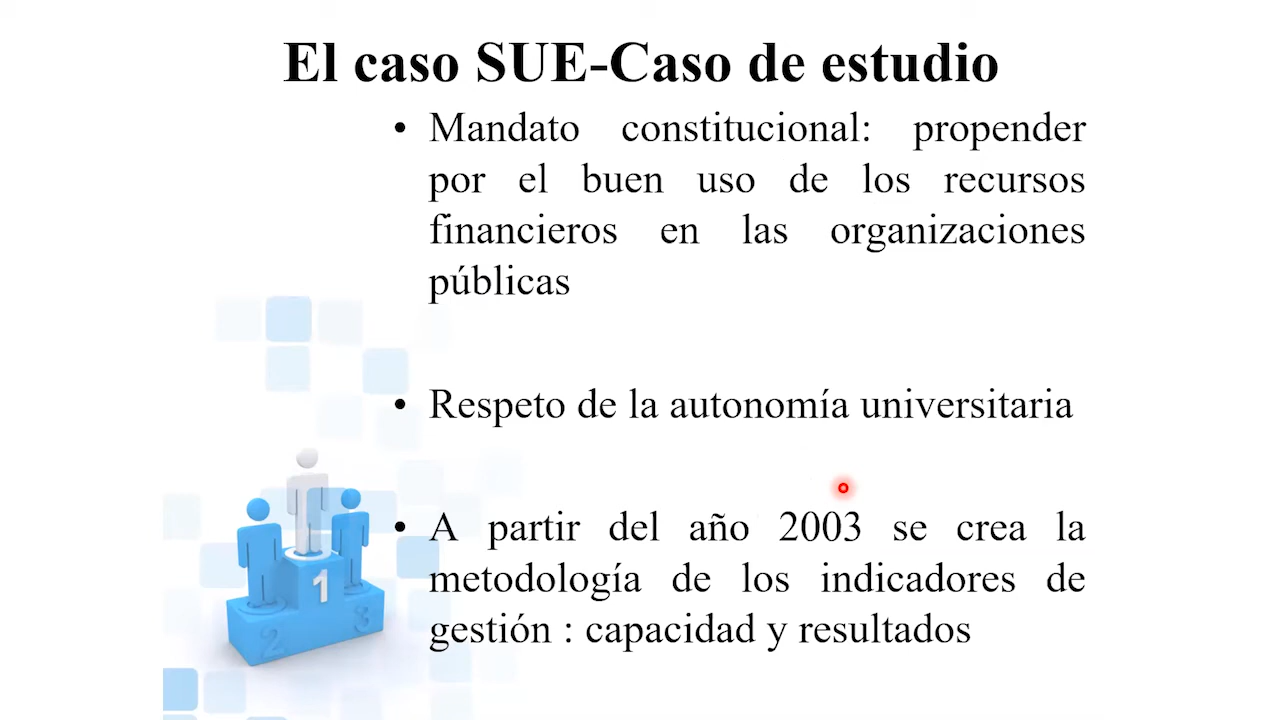 El caso SUE-Caso de estudio
• Mandato constitucional: propender
por el buen uso de los recursos
financieros en las organizaciones
públicas
• Respeto de la autonomía universitaria
• A partir del año 2003 se crea la
metodología de los indicadores de
gestión : capacidad y resultados
1
2
3